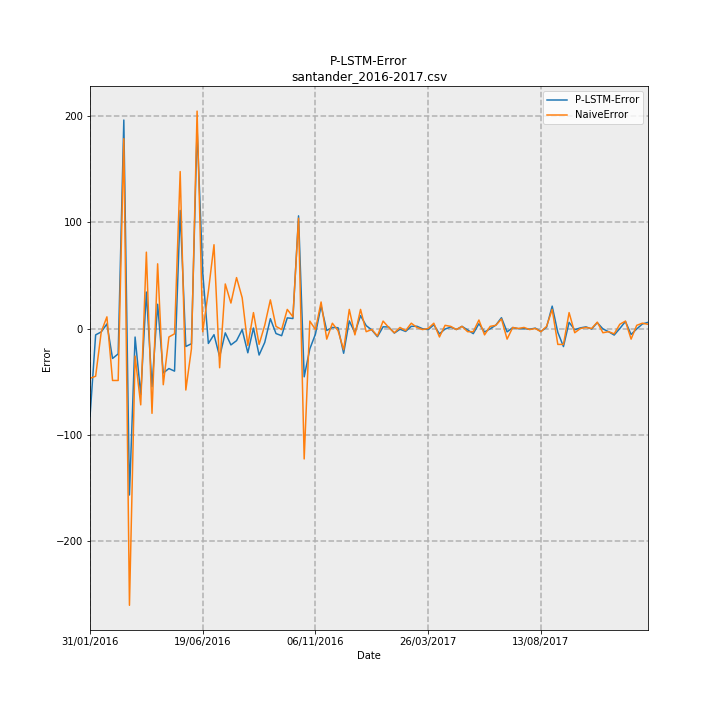 P-LSTM-Error
santander_2016-2017.csv
P-LSTM-Error
NaiveError
Error
200
100
0
−100
−200
31/01/2016
19/06/2016
06/11/2016
26/03/2017
13/08/2017
Date